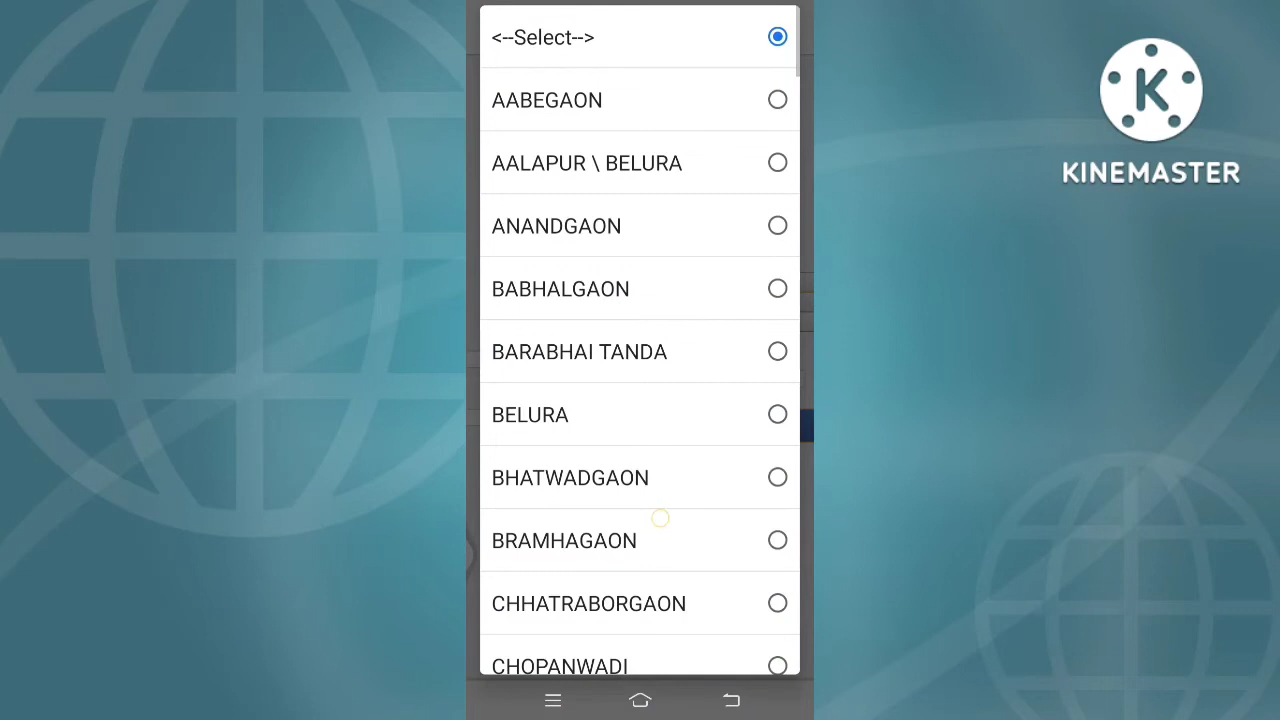 <--Select-->
AABEGAON
AALAPUR \ BELURA
ANANDGAON
BABHALGAON
BARABHAI TANDA
BELURA
BHATWADGAON
BRAMHAGAON
CHHATRABORGAON
CHOPANWADI
K
KINEMASTER